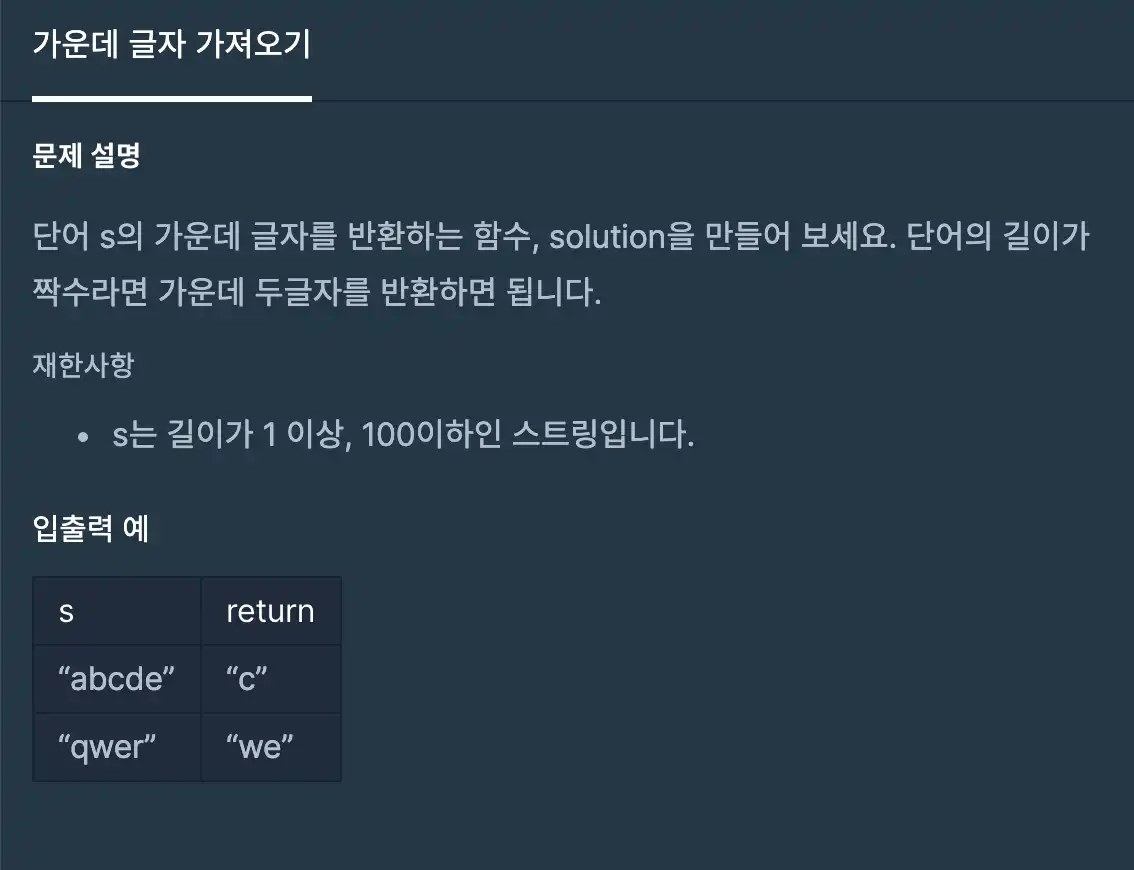 가운데 글자 가져오기
문제 설명
단어 s의 가운데 글자를 반환하는 함수, solution을 만들어 보세요. 단어의 길이가
짝수라면 가운데 두글자를 반환하면 됩니다.
재한사항
• s는 길이가 1 이상, 100이하인 스트링입니다.
입출력 예
s return
“abcde” “c”
“qwer” “we”